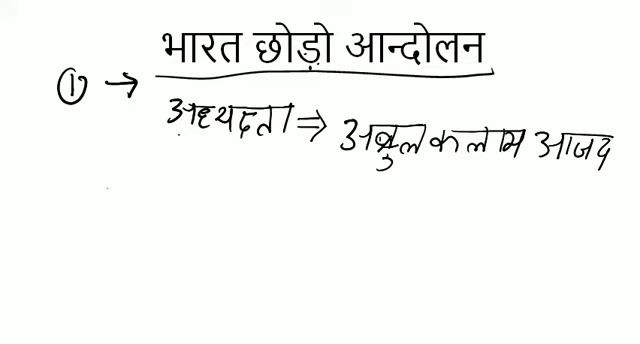 भारत छोड़ो आन्दोलन
① →
अध्यक्षता ⇒ अबुल कलाम आजद